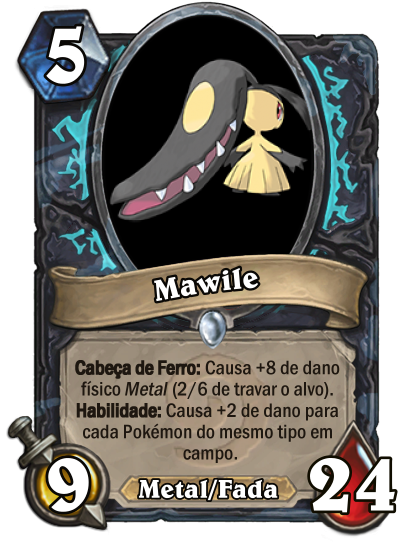 5
Mawile
Cabeça de Ferro: Causa +8 de dano
físico Metal (2/6 de travar o alvo).
Habilidade: Causa +2 de dano para
cada Pokémon do mesmo tipo em
campo.
9
Metal/Fada
24